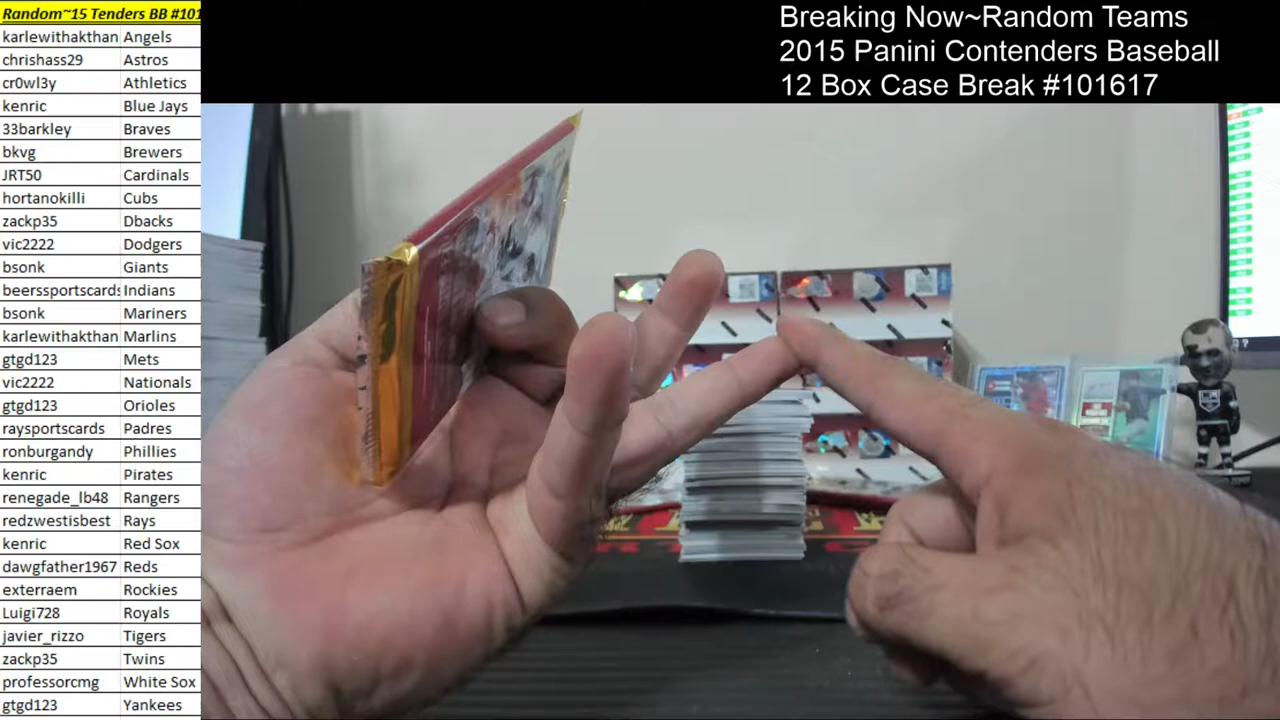 Random~15 Tenders BB #101
karlewithakthan Angels
chrishass29 Astros
cr0wl3y Athletics
kenric Blue Jays
33barkley Braves
bkvg Brewers
JRT50 Cardinals
hortanokilli Cubs
zackp35 Dbacks
vic2222 Dodgers
bsonk Giants
beerssportscards Indians
bsonk Mariners
karlewithakthan Marlins
gtgd123 Mets
vic2222 Nationals
gtgd123 Orioles
raysportscards Padres
ronburgandy Phillies
kenric Pirates
renegade_lb48 Rangers
redzwestisbest Rays
kenric Red Sox
dawgfather1967 Reds
exterraem Rockies
Luigi728 Royals
javier_rizzo Tigers
zackp35 Twins
professorcmg White Sox
gtgd123 Yankees
Breaking Now~Random Teams
2015 Panini Contenders Baseball
12 Box Case Break #101617